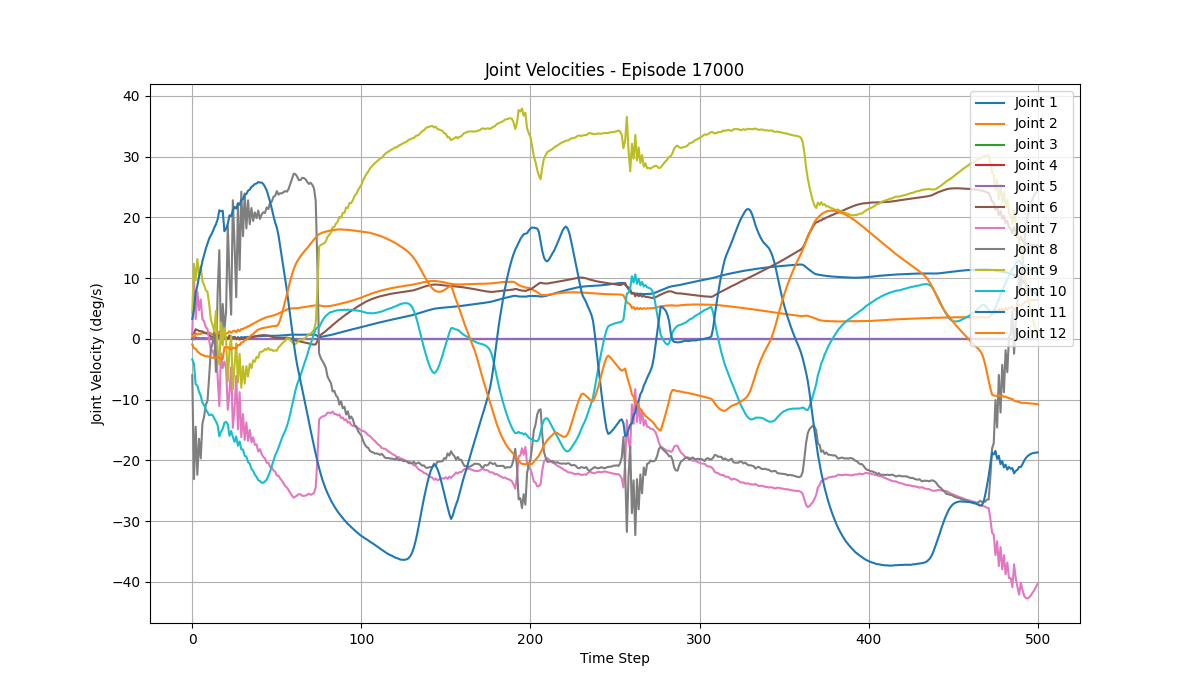 Joint Velocities - Episode 17000
Joint Velocity (deg/s)
40
30
20
10
0
−10
−20
−30
−40
0
100
200
300
400
500
Time Step
Joint 1
Joint 2
Joint 3
Joint 4
Joint 5
Joint 6
Joint 7
Joint 8
Joint 9
Joint 10
Joint 11
Joint 12